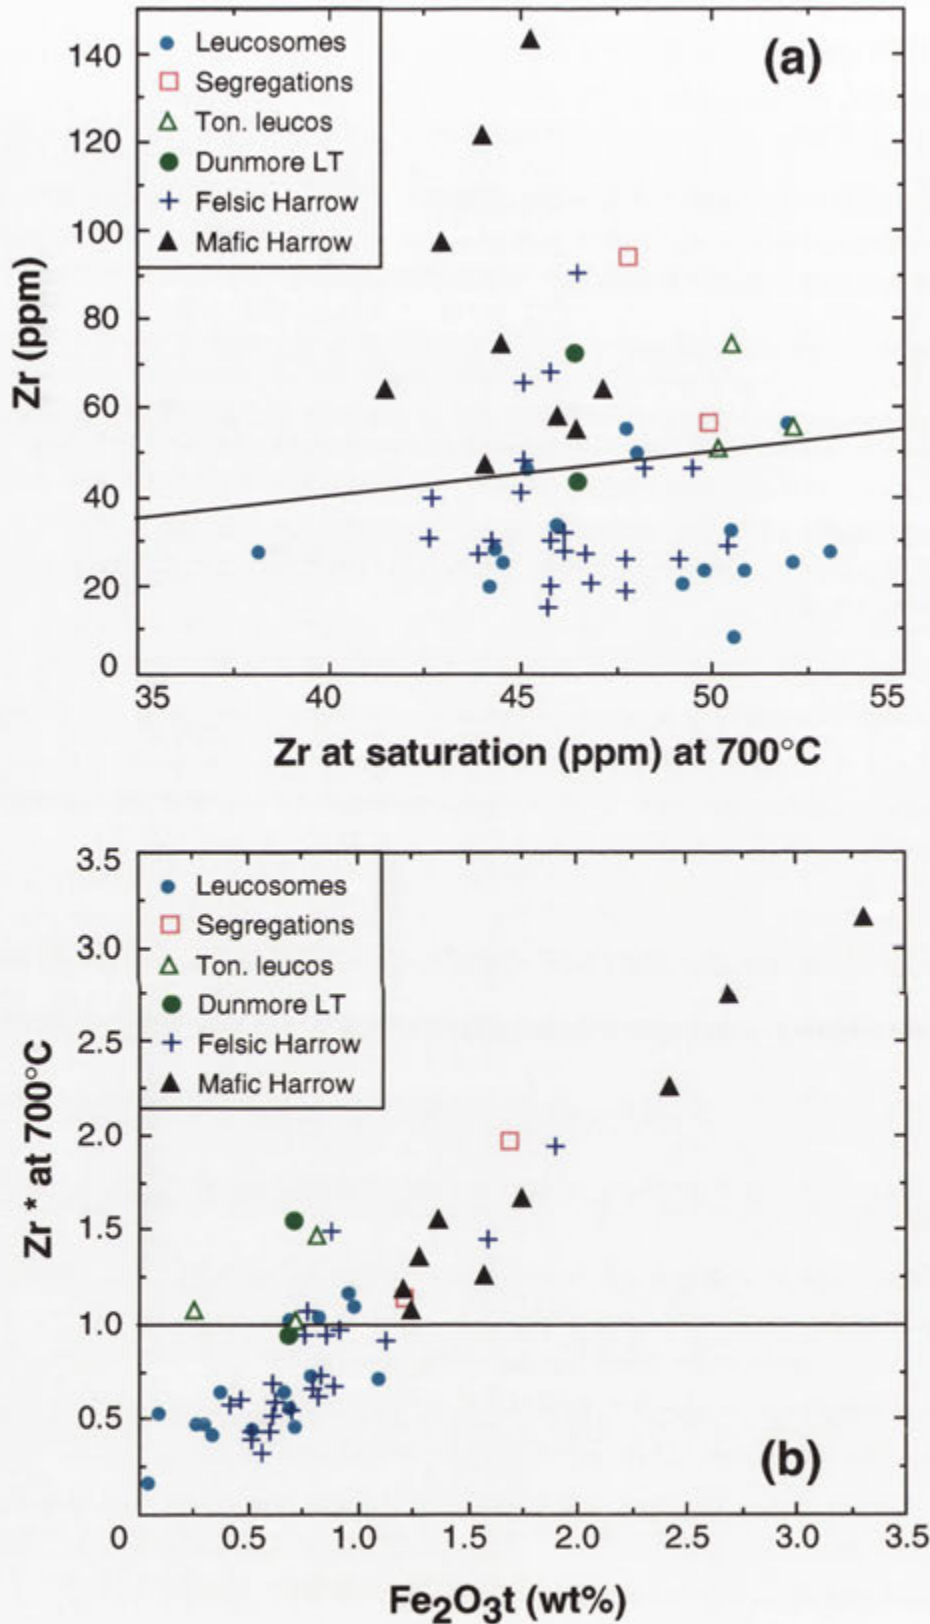 140
120
100
80
60
40
20
0
Zr (ppm)
Leucosomes
Segregations
Ton. leucos
Dunmore LT
Felsic Harrow
Mafic Harrow
(a)
35 40 45 50 55
Zr at saturation (ppm) at 700°C
3.5
3.0
2.5
2.0
1.5
1.0
0.5
0
Zr * at 700°C
Leucosomes
Segregations
Ton. leucos
Dunmore LT
Felsic Harrow
Mafic Harrow
(b)
0.5 1.0 1.5 2.0 2.5 3.0 3.5
Fe2O3t (wt%)